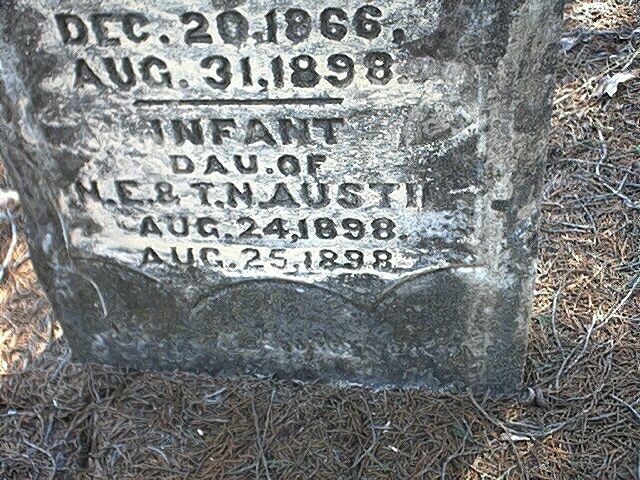 DEC. 20,1866,
AUG. 31,1898.
INFANT
DAU. OF
M.E. & T.N. AUSTIN
AUG. 24, 1898.
AUG. 25, 1898.